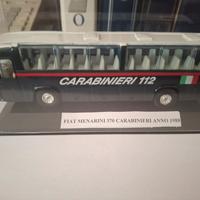 CARABINIERI 112
FIAT MENARINI 370 CARABINIERI ANNO 1988